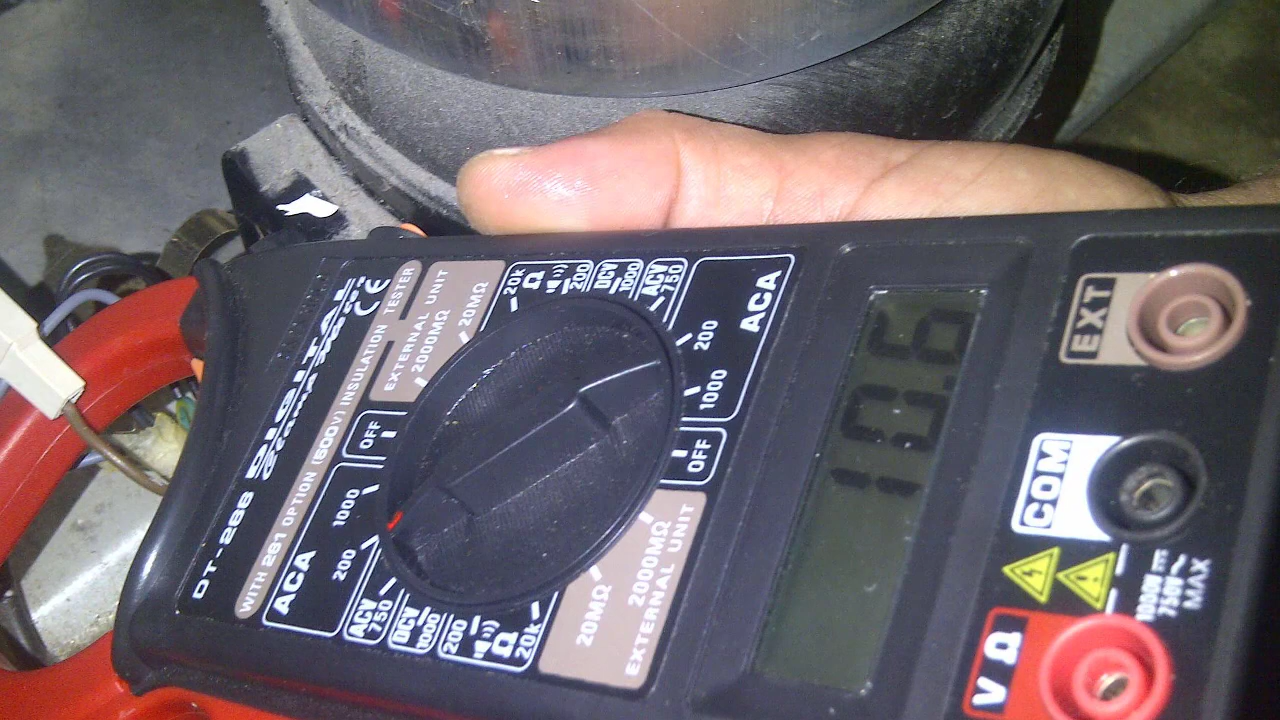 DT-266 DIGITAL
CE
WITH 261 OPTION (500V) INSULATION TESTER
EXTERNAL UNIT
2000MΩ 20MΩ
20k
Ω
200
DCV
1000
ACV
750
ACA
200
1000
OFF
OFF
ACA
1000
200
ACV
750
DCV
1000
200
Ω
20k
20MΩ 2000MΩ
EXTERNAL UNIT
10.6
EXT
COM
1000V
750V~
MAX
V Ω